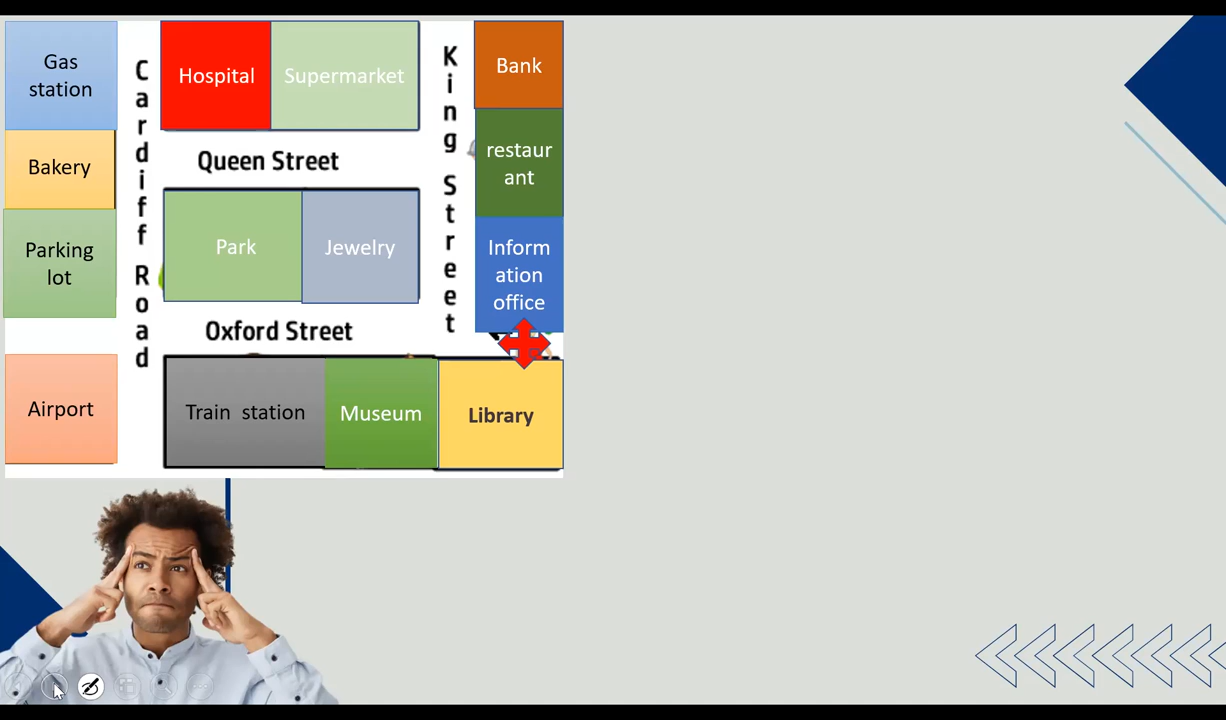 Gas
station
Hospital
Supermarket
Bank
Cardiff Road
King Street
Bakery
Queen Street
restaur
ant
Parking
lot
Park
Jewelry
Inform
ation
office
Oxford Street
Airport
Train station
Museum
Library